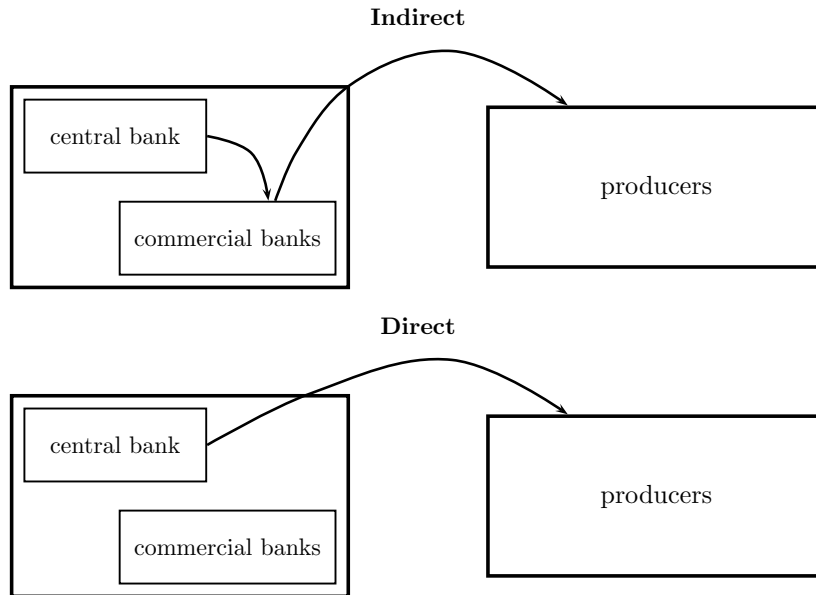 Indirect
central bank
commercial banks
producers
Direct
central bank
commercial banks
producers